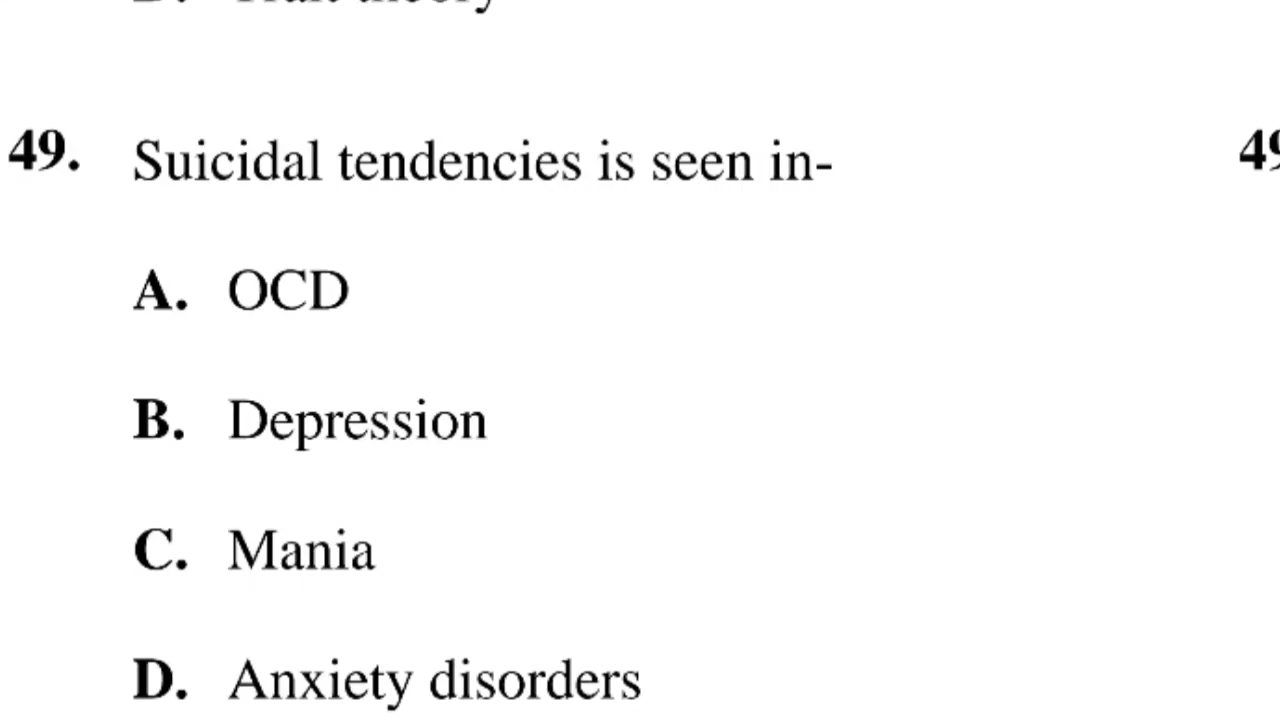 49. Suicidal tendencies is seen in-
A. OCD
B. Depression
C. Mania
D. Anxiety disorders